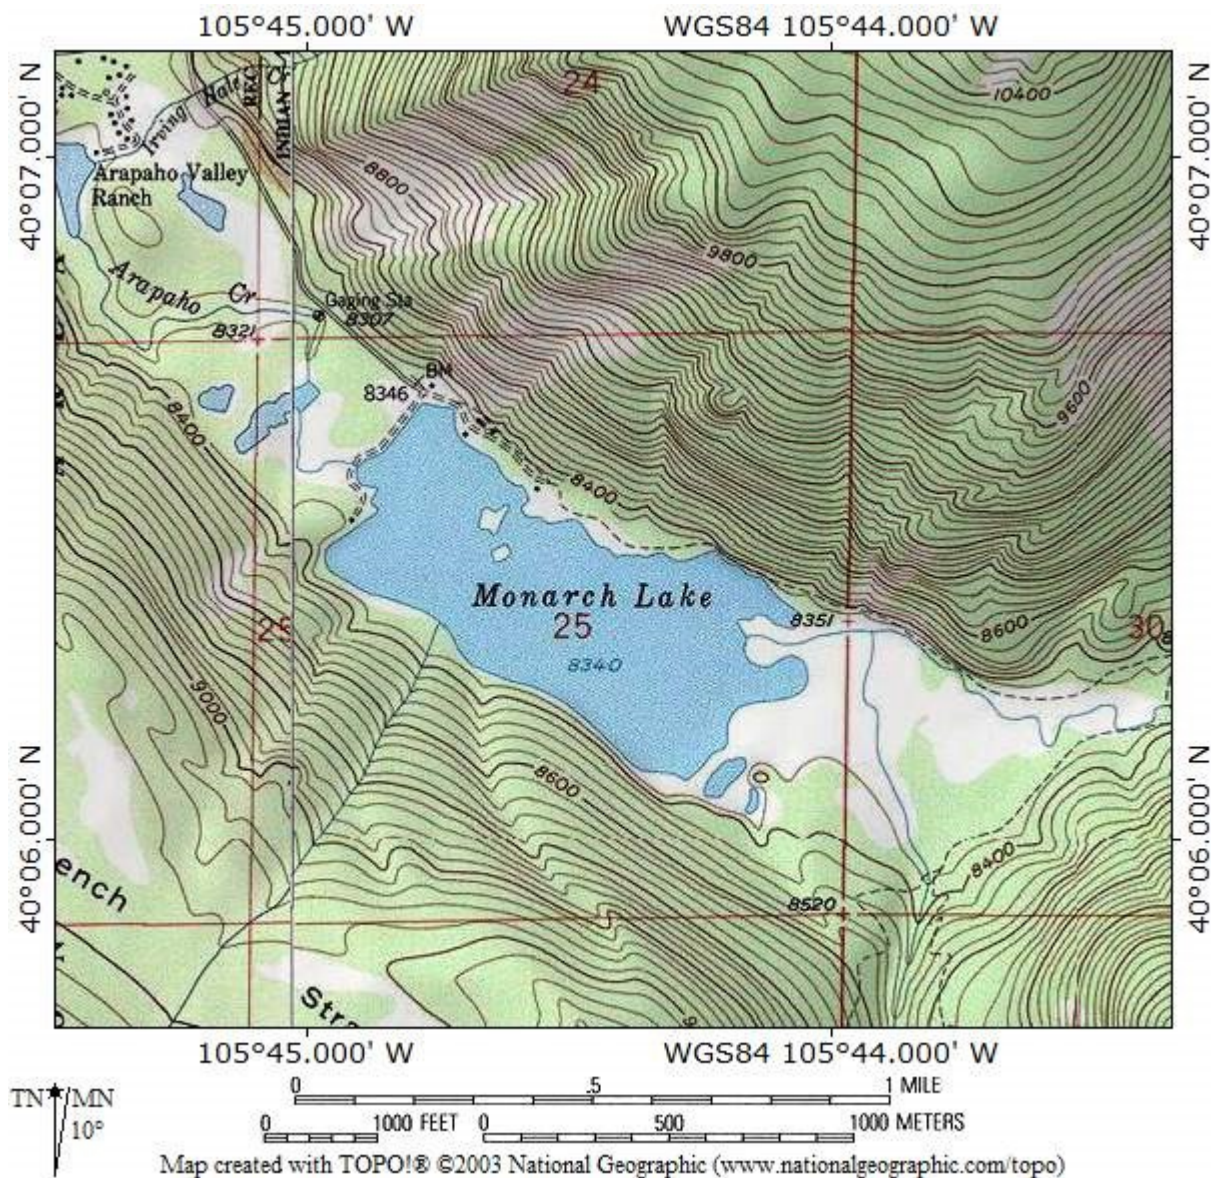 105°45.000' W WGS84 105°44.000' W
40°07.000' N
40°07.000' N
24
10400
Irving Hale Cr
INDIAN
Arapaho Valley
Ranch
8800
9800
Arapaho Cr
Gaging Sta
8307
8321
BM
8346
8400
8400
9600
Monarch Lake
25
8340
8351
8600
30
9000
8600
40°06.000' N
40°06.000' N
8400
ench
8520
Stra
105°45.000' W WGS84 105°44.000' W
TN MN
10°
0 .5 1 MILE
0 1000 FEET 0 500 1000 METERS
Map created with TOPO!® ©2003 National Geographic (www.nationalgeographic.com/topo)